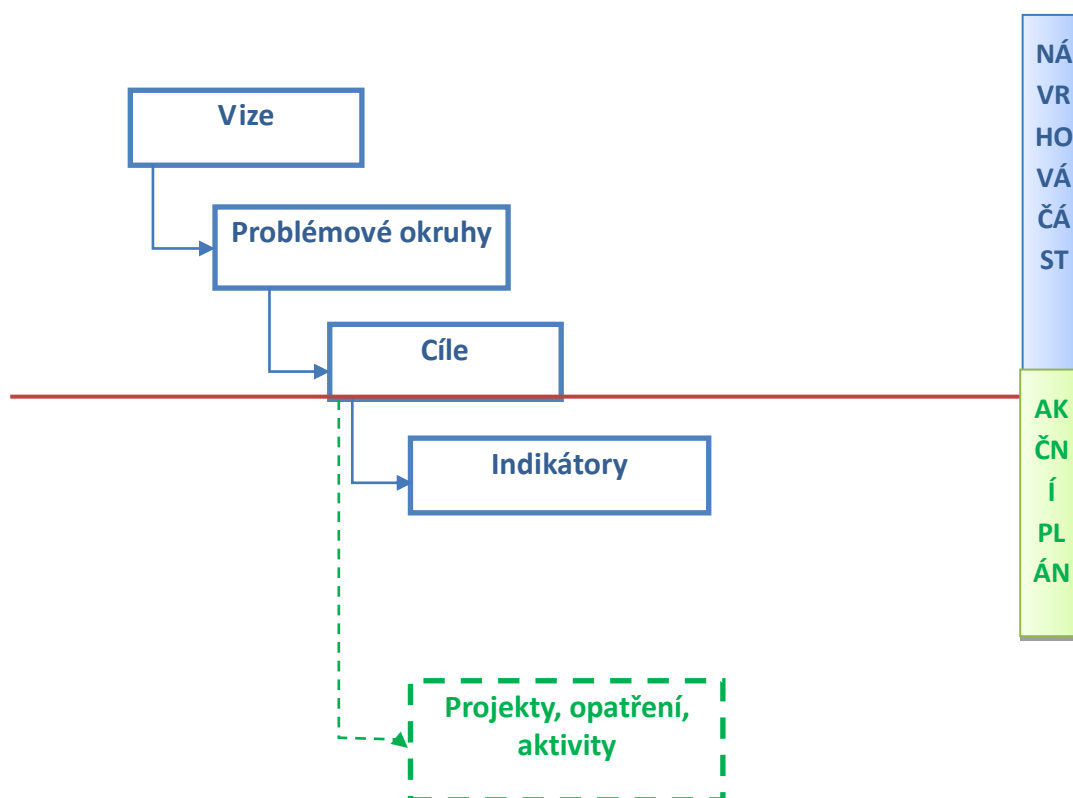 Vize
Problémové okruhy
Cíle
Indikátory
Projekty, opatření,
aktivity
NÁ
VR
HO
VÁ
ČÁ
ST
AK
ČN
Í
PL
ÁN